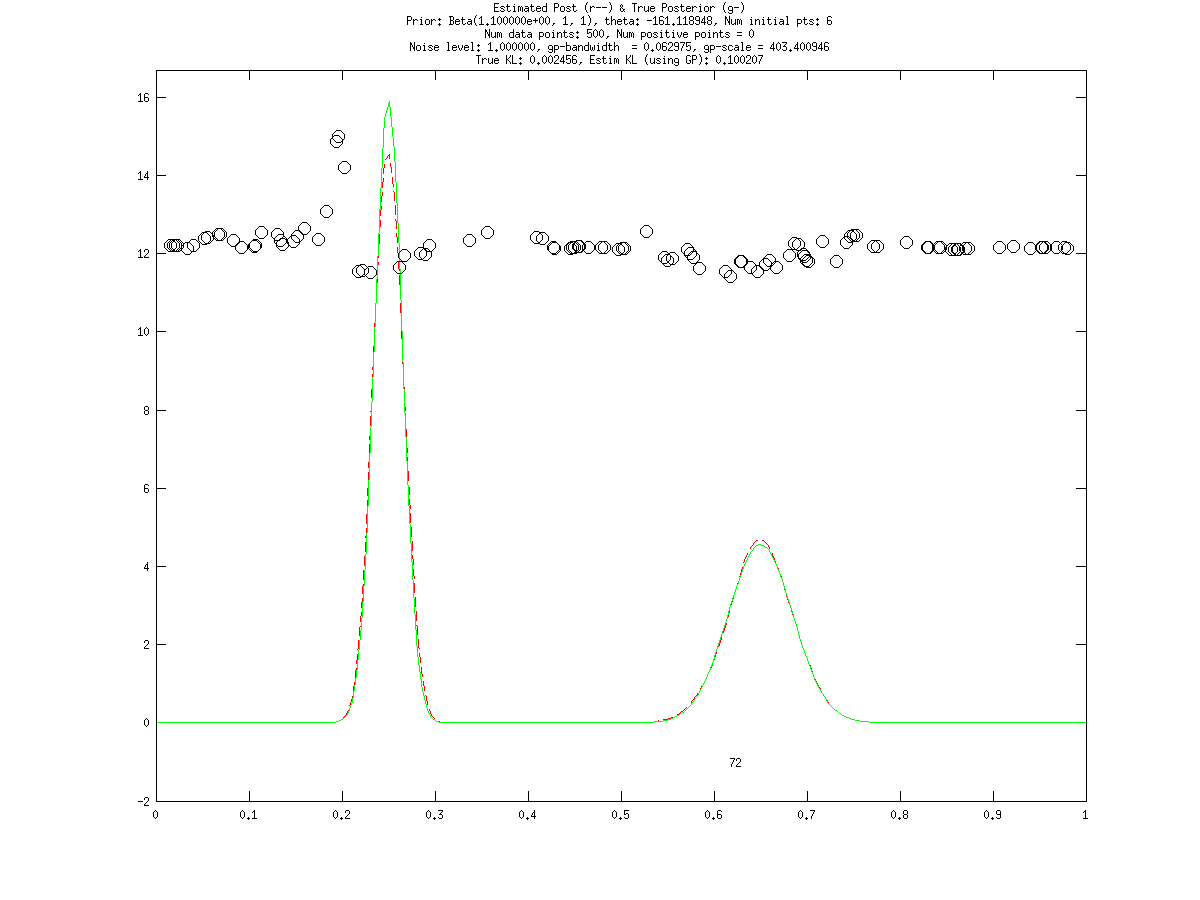 Estimated Post (r--) & True Posterior (g-)
Prior: Beta(1.100000e+00, 1, 1), theta: -161.118948, Num initial pts: 6
Num data points: 500, Num positive points = 0
Noise level: 1.000000, gp-bandwidth  = 0.062975, gp-scale = 403.400946
True KL: 0.002456, Estim KL (using GP): 0.100207
16
14
12
10
8
6
4
2
0
72
-2
0 0.1 0.2 0.3 0.4 0.5 0.6 0.7 0.8 0.9 1